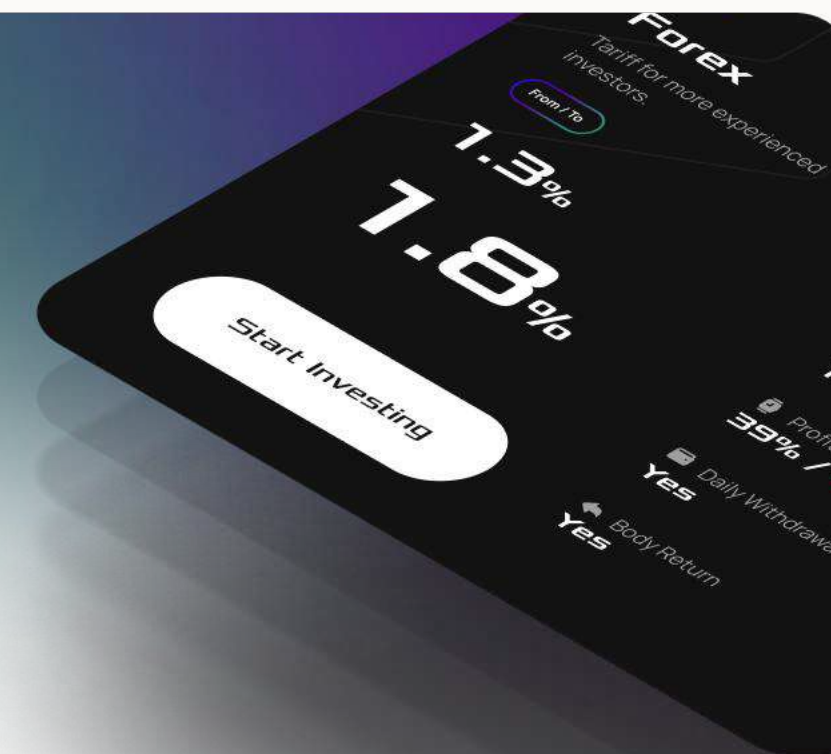 Forex
Tariff for more experienced
investors.
From / To
1.3%
1.8%
Start Investing
39% /
Daily
Yes
Body Return
Yes